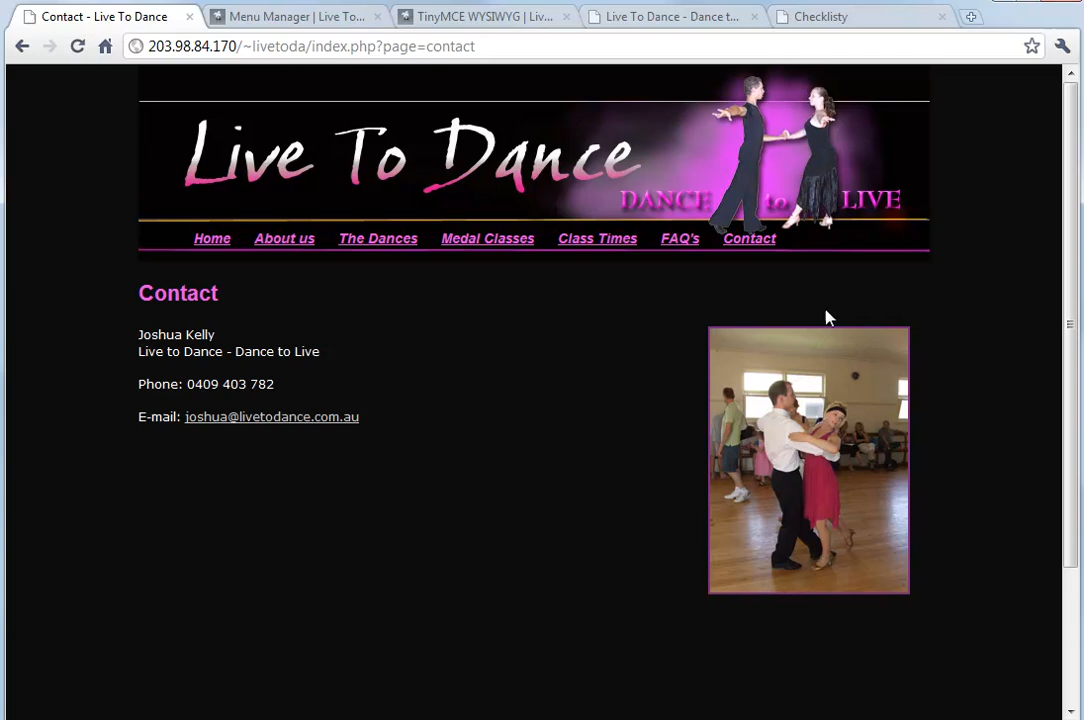 Contact - Live To Dance
Menu Manager | Live To...
TinyMCE WYSIWYG | Liv...
Live To Dance - Dance t...
Checklisty
203.98.84.170/~livetoda/index.php?page=contact
Live To Dance
DANCE to LIVE
Home About us The Dances Medal Classes Class Times FAQ's Contact
Contact
Joshua Kelly
Live to Dance - Dance to Live
Phone: 0409 403 782
E-mail: joshua@livetodance.com.au